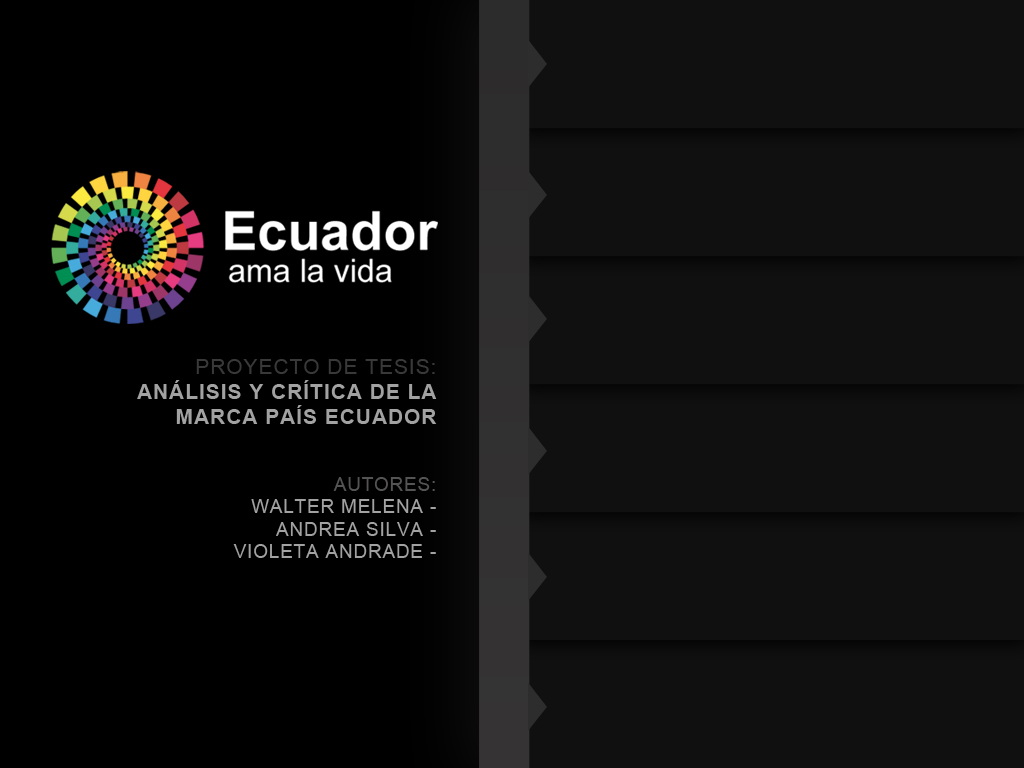 Ecuador
ama la vida
PROYECTO DE TESIS:
ANÁLISIS Y CRÍTICA DE LA
MARCA PAÍS ECUADOR
AUTORES:
WALTER MELENA -
ANDREA SILVA -
VIOLETA ANDRADE -